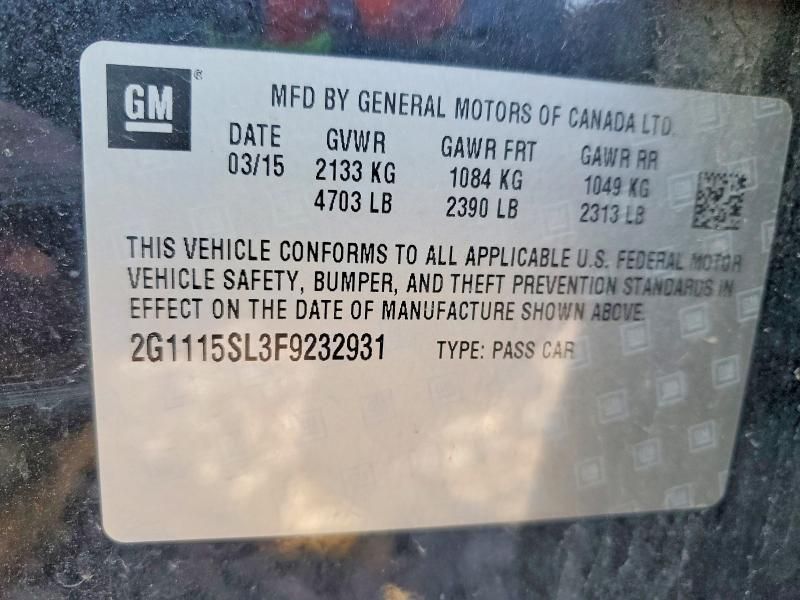 GM ®
MFD BY GENERAL MOTORS OF CANADA LTD.
DATE GVWR GAWR FRT GAWR RR
03/15 2133 KG 1084 KG 1049 KG
4703 LB 2390 LB 2313 LB
THIS VEHICLE CONFORMS TO ALL APPLICABLE U.S. FEDERAL MOTOR
VEHICLE SAFETY, BUMPER, AND THEFT PREVENTION STANDARDS IN
EFFECT ON THE DATE OF MANUFACTURE SHOWN ABOVE.
2G1115SL3F9232931 TYPE: PASS CAR